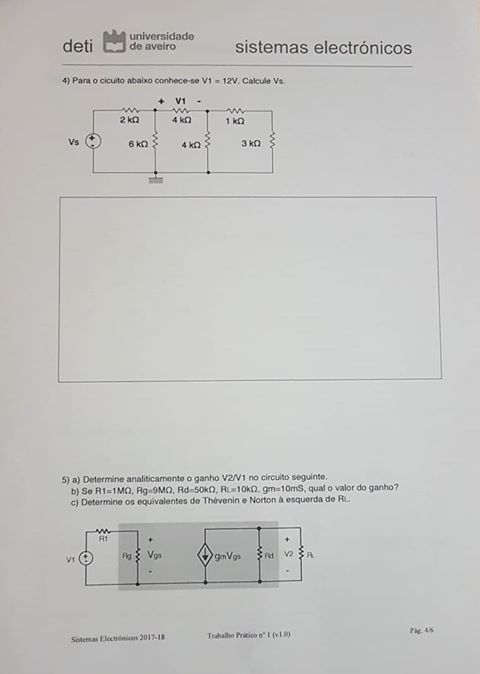 deti universidade de aveiro sistemas electrónicos
4) Para o cicuito abaixo conhece-se V1 = 12V. Calcule Vs.
+ V1 -
2 kΩ 4 kΩ 1 kΩ
Vs + - 6 kΩ 4 kΩ 3 kΩ
5) a) Determine analiticamente o ganho V2/V1 no circuito seguinte.
b) Se R1=1MΩ, Rg=9MΩ, Rd=50kΩ, RL=10kΩ, gm=10mS, qual o valor do ganho?
c) Determine os equivalentes de Thévenin e Norton à esquerda de RL.
R1 + +
V1 + - Rg Vgs gmVgs Rd V2 RL
- -
Sistemas Electrónicos 2017-18 Trabalho Prático nº 1 (v1.0) Pág. 4/6